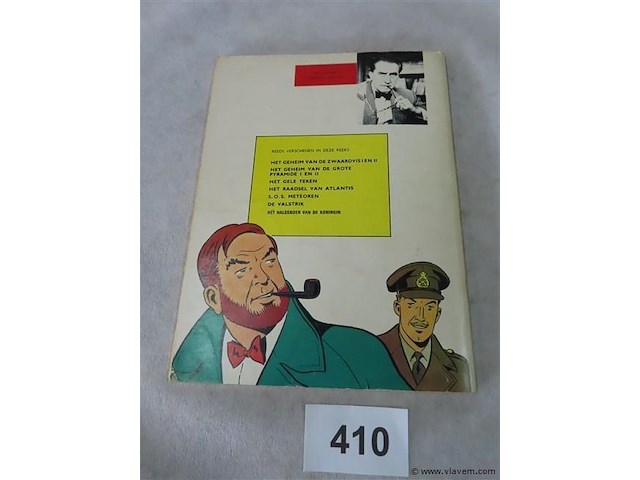 REEDS VERSCHENEN IN DEZE REEKS
HET GEHEIM VAN DE ZWAARDVIS I EN II
HET GEHEIM VAN DE GROTE
PYRAMIDE I EN II
HET GELE TEKEN
HET RAADSEL VAN ATLANTIS
S.O.S. METEOREN
DE VALSTRIK
HET HALSSNOER VAN DE KONINGIN
410
© www.vlavem.com